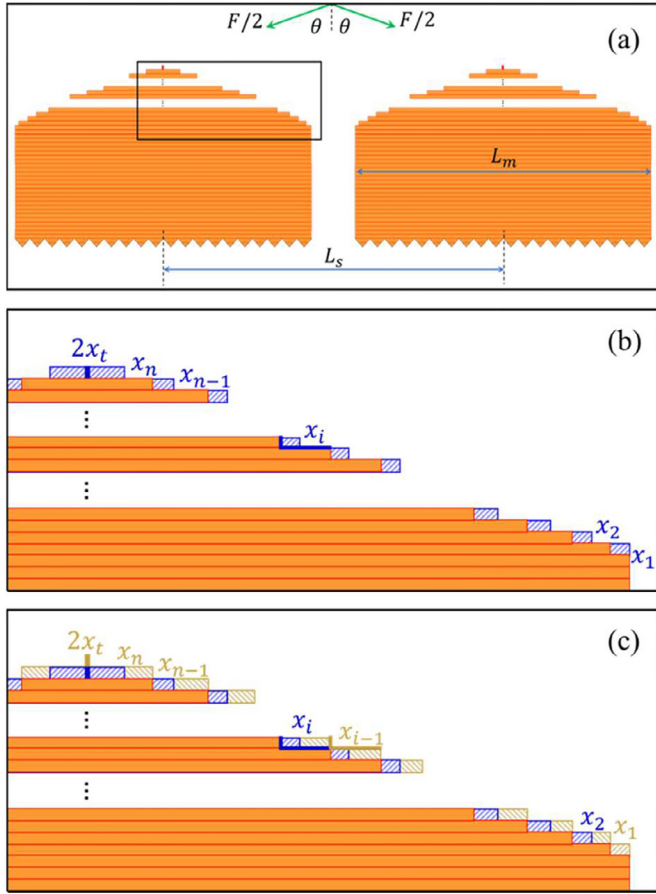 F/2 θ θ F/2 (a)
L_m
L_s
(b)
2x_t x_n x_{n-1}
⋮
x_i
⋮
x_2
x_1
(c)
2x_t x_n x_{n-1}
⋮
x_i x_{i-1}
⋮
x_2 x_1